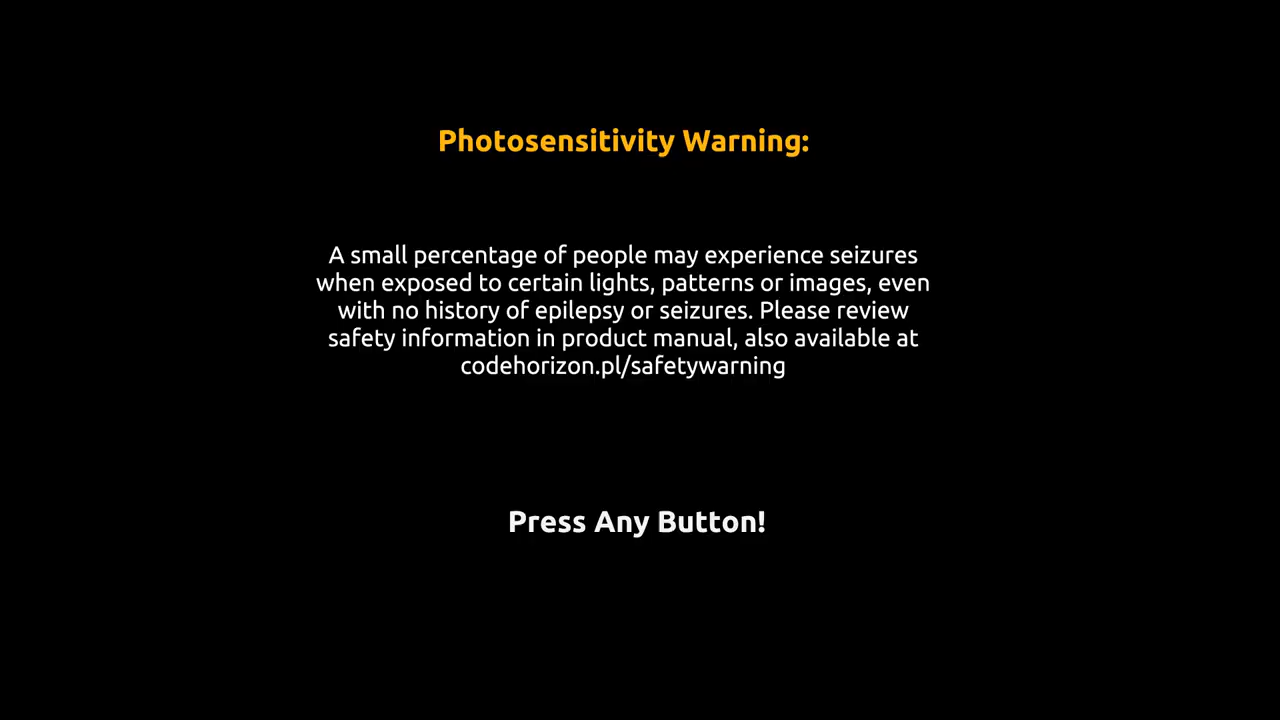 Photosensitivity Warning:
A small percentage of people may experience seizures
when exposed to certain lights, patterns or images, even
with no history of epilepsy or seizures. Please review
safety information in product manual, also available at
codehorizon.pl/safetywarning
Press Any Button!